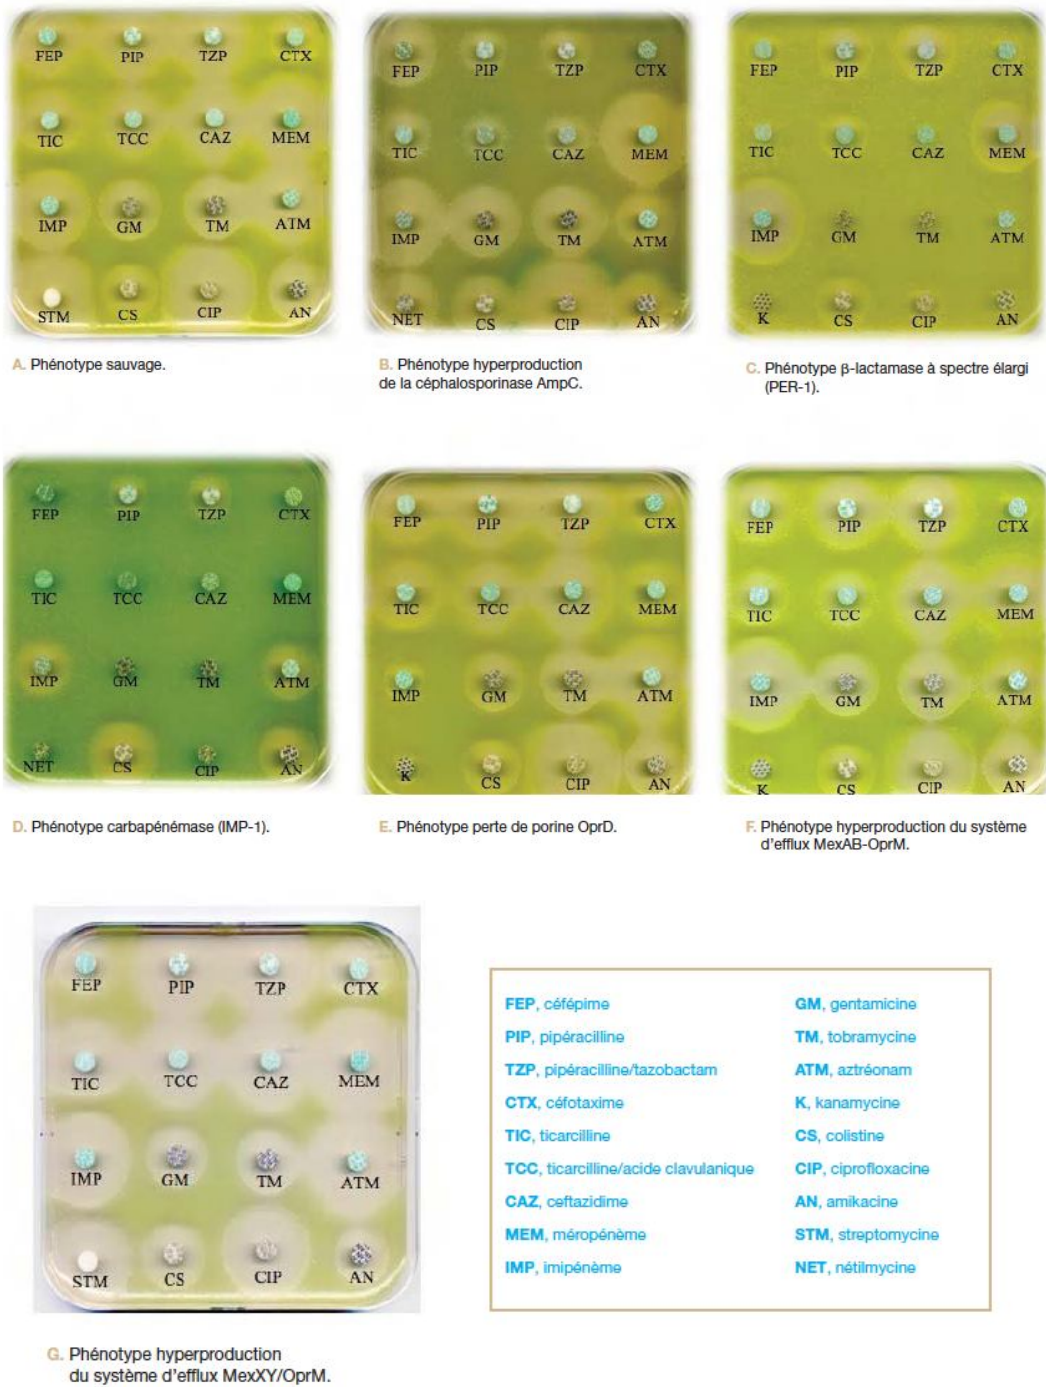 FEP PIP TZP CTX
TIC TCC CAZ MEM
IMP GM TM ATM
STM CS CIP AN
A. Phénotype sauvage.
FEP PIP TZP CTX
TIC TCC CAZ MEM
IMP GM TM ATM
NET CS CIP AN
B. Phénotype hyperproduction
de la céphalosporinase AmpC.
FEP PIP TZP CTX
TIC TCC CAZ MEM
IMP GM TM ATM
K CS CIP AN
C. Phénotype β-lactamase à spectre élargi
(PER-1).
FEP PIP TZP CTX
TIC TCC CAZ MEM
IMP GM TM ATM
NET CS CIP AN
D. Phénotype carbapénémase (IMP-1).
FEP PIP TZP CTX
TIC TCC CAZ MEM
IMP GM TM ATM
K CS CIP AN
E. Phénotype perte de porine OprD.
FEP PIP TZP CTX
TIC TCC CAZ MEM
IMP GM TM ATM
K CS CIP AN
F. Phénotype hyperproduction du système
d'efflux MexAB-OprM.
FEP PIP TZP CTX
TIC TCC CAZ MEM
IMP GM TM ATM
STM CS CIP AN
G. Phénotype hyperproduction
du système d'efflux MexXY/OprM.
FEP, céfépime
PIP, pipéracilline
TZP, pipéracilline/tazobactam
CTX, céfotaxime
TIC, ticarcilline
TCC, ticarcilline/acide clavulanique
CAZ, ceftazidime
MEM, méropénème
IMP, imipénème
GM, gentamicine
TM, tobramycine
ATM, aztréonam
K, kanamycine
CS, colistine
CIP, ciprofloxacine
AN, amikacine
STM, streptomycine
NET, nétilmycine